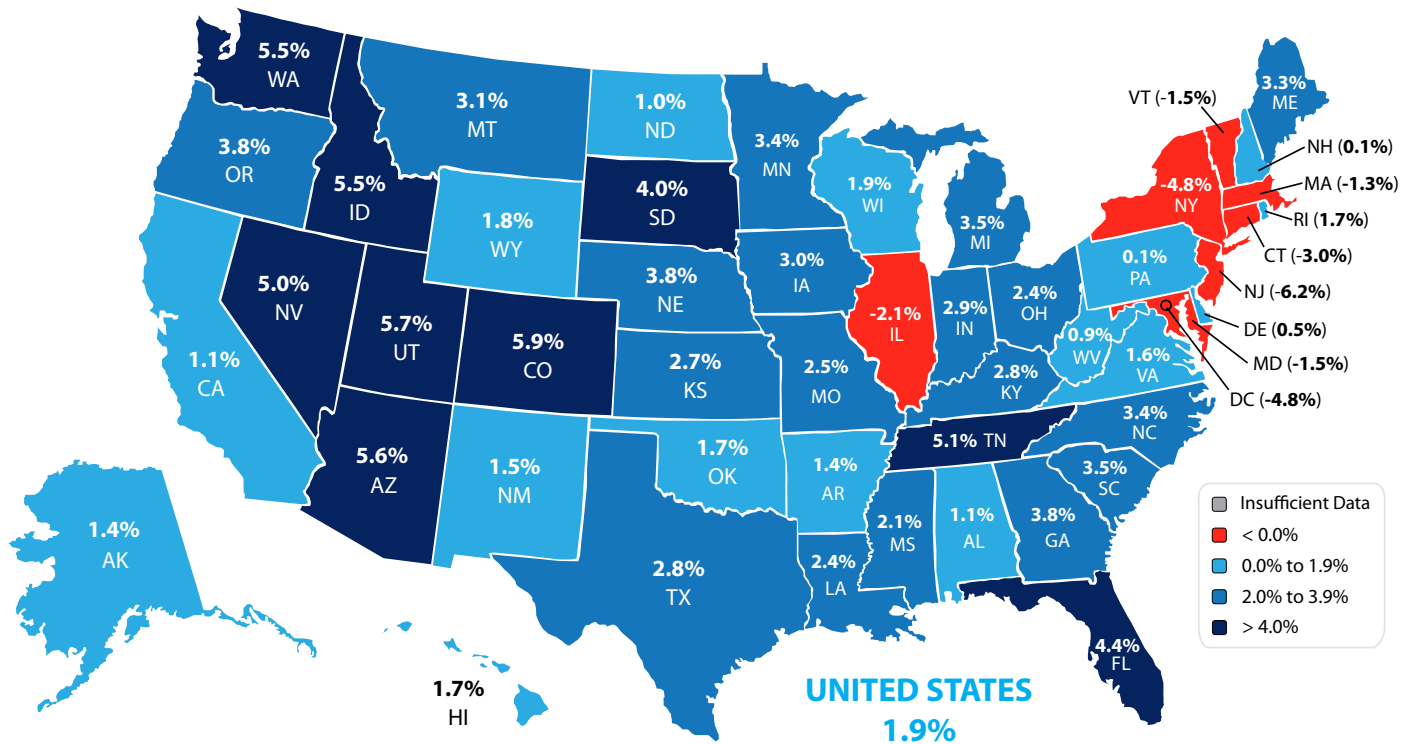 5.5%
WA
3.8%
OR
1.1%
CA
5.0%
NV
5.5%
ID
3.1%
MT
1.8%
WY
5.7%
UT
5.9%
CO
5.6%
AZ
1.5%
NM
1.0%
ND
4.0%
SD
3.8%
NE
2.7%
KS
1.7%
OK
2.8%
TX
3.4%
MN
3.0%
IA
2.5%
MO
1.4%
AR
2.4%
LA
1.9%
WI
-2.1%
IL
3.5%
MI
2.9%
IN
2.4%
OH
2.8%
KY
5.1% TN
2.1%
MS
1.1%
AL
3.8%
GA
4.4%
FL
3.5%
SC
3.4%
NC
1.6%
VA
0.9%
WV
0.1%
PA
-4.8%
NY
3.3%
ME
VT (-1.5%)
NH (0.1%)
MA (-1.3%)
RI (1.7%)
CT (-3.0%)
NJ (-6.2%)
DE (0.5%)
MD (-1.5%)
DC (-4.8%)
1.4%
AK
1.7%
HI
Insufficient Data
< 0.0%
0.0% to 1.9%
2.0% to 3.9%
> 4.0%
UNITED STATES
1.9%